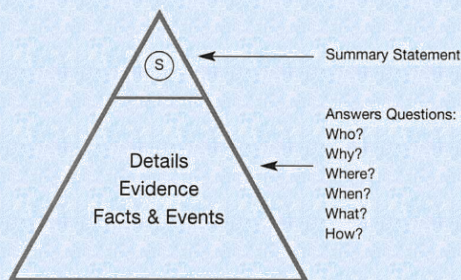 S
Summary Statement
Details
Evidence
Facts & Events
Answers Questions:
Who?
Why?
Where?
When?
What?
How?